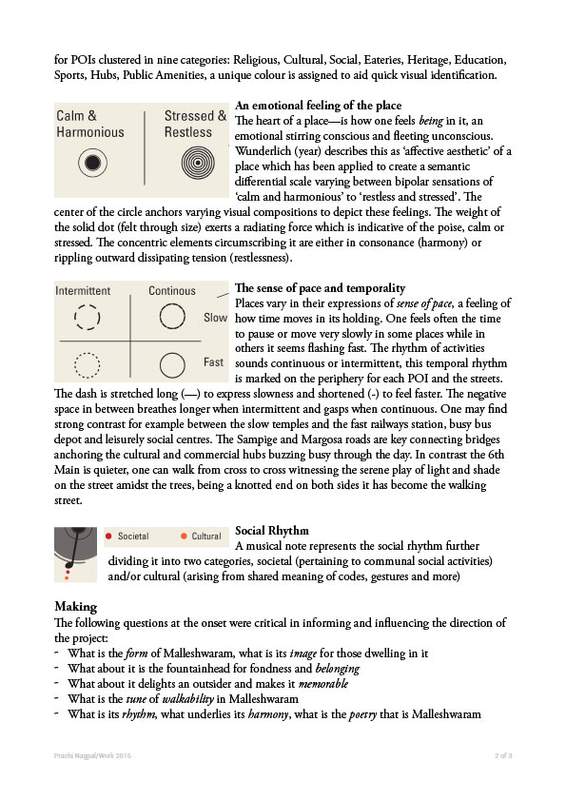 for POIs clustered in nine categories: Religious, Cultural, Social, Eateries, Heritage, Education,
Sports, Hubs, Public Amenities, a unique colour is assigned to aid quick visual identification.
Calm &
Harmonious
Stressed &
Restless
An emotional feeling of the place
The heart of a place—is how one feels being in it, an
emotional stirring conscious and fleeting unconscious.
Wunderlich (year) describes this as ‘affective aesthetic’ of a
place which has been applied to create a semantic
differential scale varying between bipolar sensations of
‘calm and harmonious’ to ‘restless and stressed’. The
center of the circle anchors varying visual compositions to depict these feelings. The weight of
the solid dot (felt through size) exerts a radiating force which is indicative of the poise, calm or
stressed. The concentric elements circumscribing it are either in consonance (harmony) or
rippling outward dissipating tension (restlessness).
Intermittent
Continous
Slow
Fast
The sense of pace and temporality
Places vary in their expressions of sense of pace, a feeling of
how time moves in its holding. One feels often the time
to pause or move very slowly in some places while in
others it seems flashing fast. The rhythm of activities
sounds continuous or intermittent, this temporal rhythm
is marked on the periphery for each POI and the streets.
The dash is stretched long (—) to express slowness and shortened (-) to feel faster. The negative
space in between breathes longer when intermittent and gasps when continuous. One may find
strong contrast for example between the slow temples and the fast railways station, busy bus
depot and leisurely social centres. The Sampige and Margosa roads are key connecting bridges
anchoring the cultural and commercial hubs buzzing busy through the day. In contrast the 6th
Main is quieter, one can walk from cross to cross witnessing the serene play of light and shade
on the street amidst the trees, being a knotted end on both sides it has become the walking
street.
Societal
Cultural
Social Rhythm
A musical note represents the social rhythm further
dividing it into two categories, societal (pertaining to communal social activities)
and/or cultural (arising from shared meaning of codes, gestures and more)
Making
The following questions at the onset were critical in informing and influencing the direction of
the project:
- What is the form of Malleshwaram, what is its image for those dwelling in it
- What about it is the fountainhead for fondness and belonging
- What about it delights an outsider and makes it memorable
- What is the tune of walkability in Malleshwaram
- What is its rhythm, what underlies its harmony, what is the poetry that is Malleshwaram
Prachi Nagpal/Work 2015
2 of 3